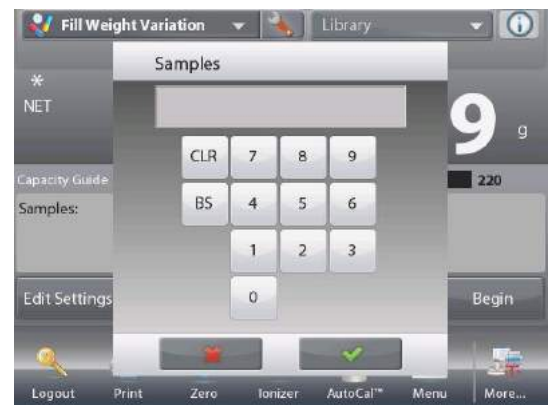 Fill Weight Variation Library
Samples
*
NET
9 g
Capacity Guide 220
Samples:
CLR 7 8 9
BS 4 5 6
1 2 3
0
Edit Settings Begin
Logout Print Zero Ionizer AutoCal™ Menu More...